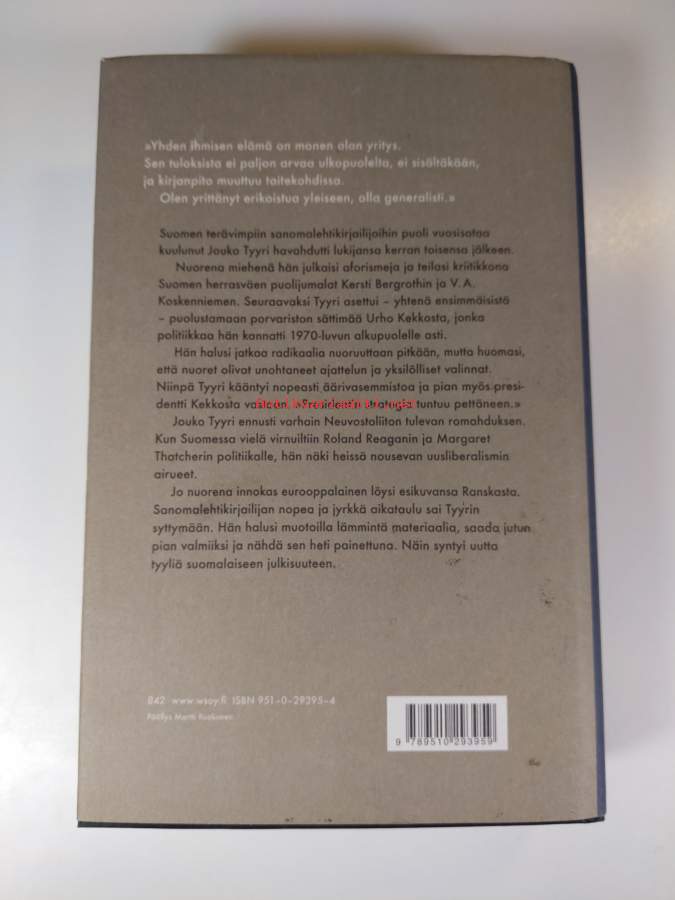 »Yhden ihmisen elämä on monen alan yritys.
Sen tuloksista ei paljon arvaa ulkopuolelta, ei sisältäkään,
ja kirjanpito muuttuu taitekohdissa.
Olen yrittänyt erikoistua yleiseen, olla generalisti.»
Suomen terävimpiin sanomalehtikirjailijoihin puoli vuosisataa
kuulunut Jouko Tyyri havahdutti lukijansa kerran toisensa jälkeen.
Nuorena miehenä hän julkaisi aforismeja ja teilasi kriitikkona
Suomen herrasväen puolijumalat Kersti Bergrothin ja V. A.
Koskenniemen. Seuraavaksi Tyyri asettui – yhtenä ensimmäisistä
– puolustamaan porvariston sättimää Urho Kekkosta, jonka
politiikkaa hän kannatti 1970-luvun alkupuolelle asti.
Hän halusi jatkoa radikaalia nuoruuttaan pitkään, mutta huomasi,
että nuoret olivat unohtaneet ajattelun ja yksilölliset valinnat.
Niinpä Tyyri kääntyi nopeasti äärivasemmistoa ja pian myös presi-
dentti Kekkosta vastaan. »Presidentin strategia tuntuu pettäneen.»
Jouko Tyyri ennusti varhain Neuvostoliiton tulevan romahduksen.
Kun Suomessa vielä virnuiltiin Roland Reaganin ja Margaret
Thatcherin politiikalle, hän näki heissä nousevan uusliberalismin
airueet.
Jo nuorena innokas eurooppalainen löysi esikuvansa Ranskasta.
Sanomalehtikirjailijan nopea ja jyrkkä aikataulu sai Tyyrin
syttymään. Hän halusi muotoilla lämmintä materiaalia, saada jutun
pian valmiiksi ja nähdä sen heti painettuna. Näin syntyi uutta
tyyliä suomalaiseen julkisuuteen.
842 www.wsoy.fi ISBN 951-0-29395-4
Päällys Martti Ruokonen
9 789510 293959